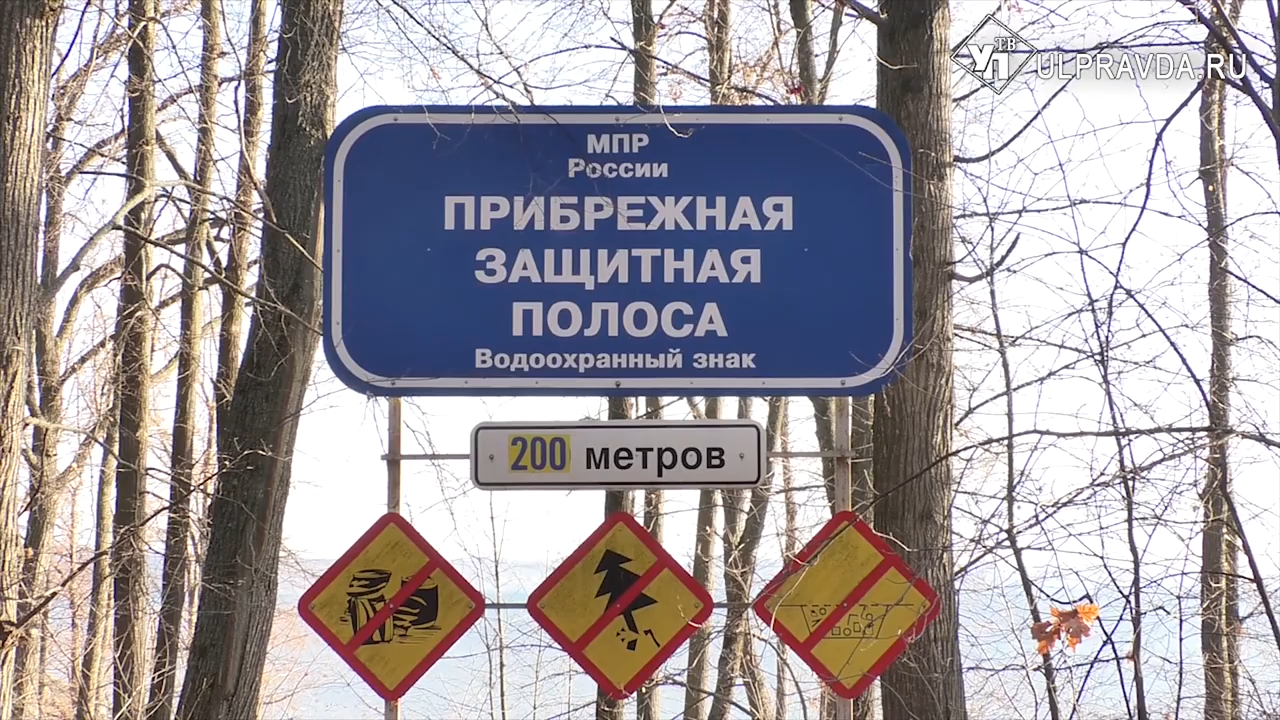 УП ТВ
ULPRAVDA.RU
МПР
России
ПРИБРЕЖНАЯ
ЗАЩИТНАЯ
ПОЛОСА
Водоохранный знак
200 метров